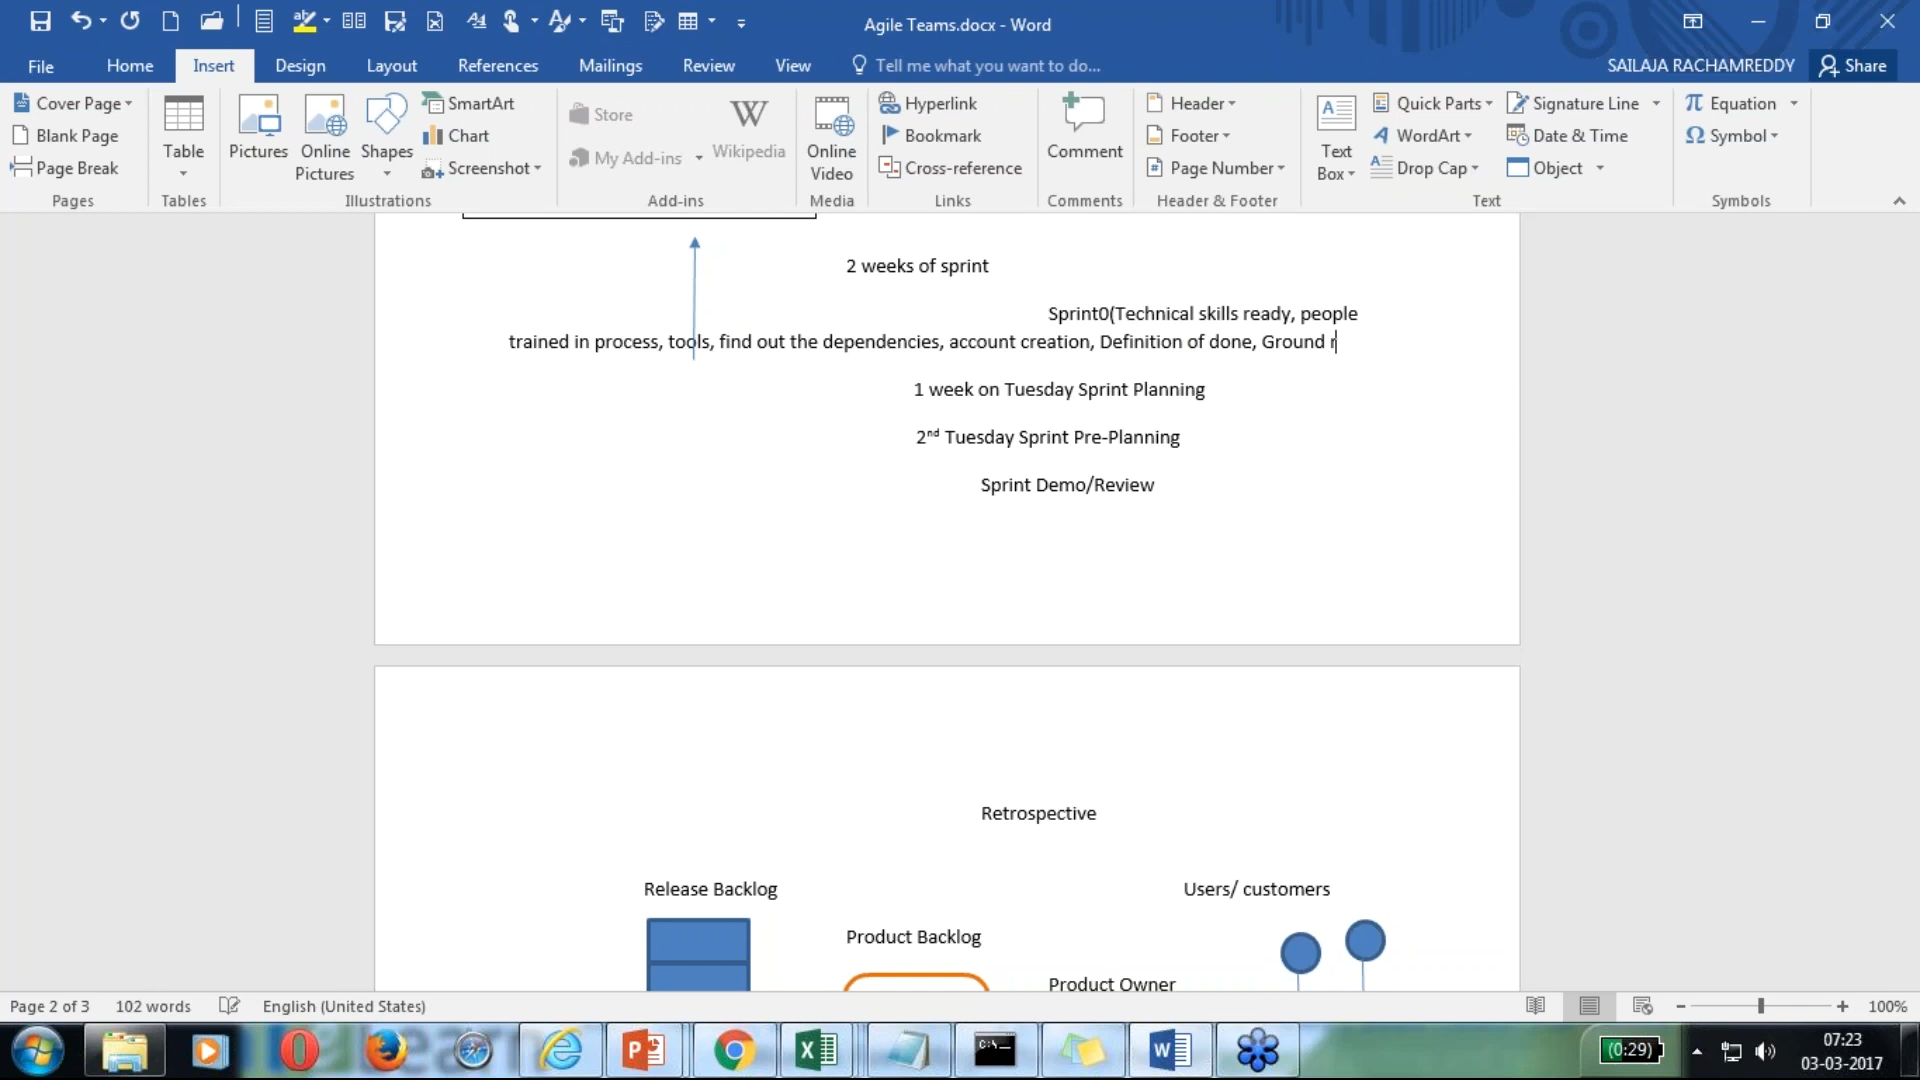 Agile Teams.docx - Word
File Home Insert Design Layout References Mailings Review View Tell me what you want to do... SAILAJA RACHAMREDDY Share
Cover Page
Blank Page
Page Break
Pages
Table
Tables
Pictures
Online Pictures
Shapes
SmartArt
Chart
Screenshot
Illustrations
Store
My Add-ins
Wikipedia
Add-ins
Online Video
Media
Hyperlink
Bookmark
Cross-reference
Links
Comment
Comments
Header
Footer
Page Number
Header & Footer
Text Box
Quick Parts
WordArt
Drop Cap
Signature Line
Date & Time
Object
Text
Equation
Symbol
Symbols
2 weeks of sprint
Sprint0(Technical skills ready, people
trained in process, tools, find out the dependencies, account creation, Definition of done, Ground r
1 week on Tuesday Sprint Planning
2nd Tuesday Sprint Pre-Planning
Sprint Demo/Review
Retrospective
Release Backlog Users/ customers
Product Backlog
Product Owner
Page 2 of 3 102 words English (United States) 100%
(0:29) 07:23
03-03-2017